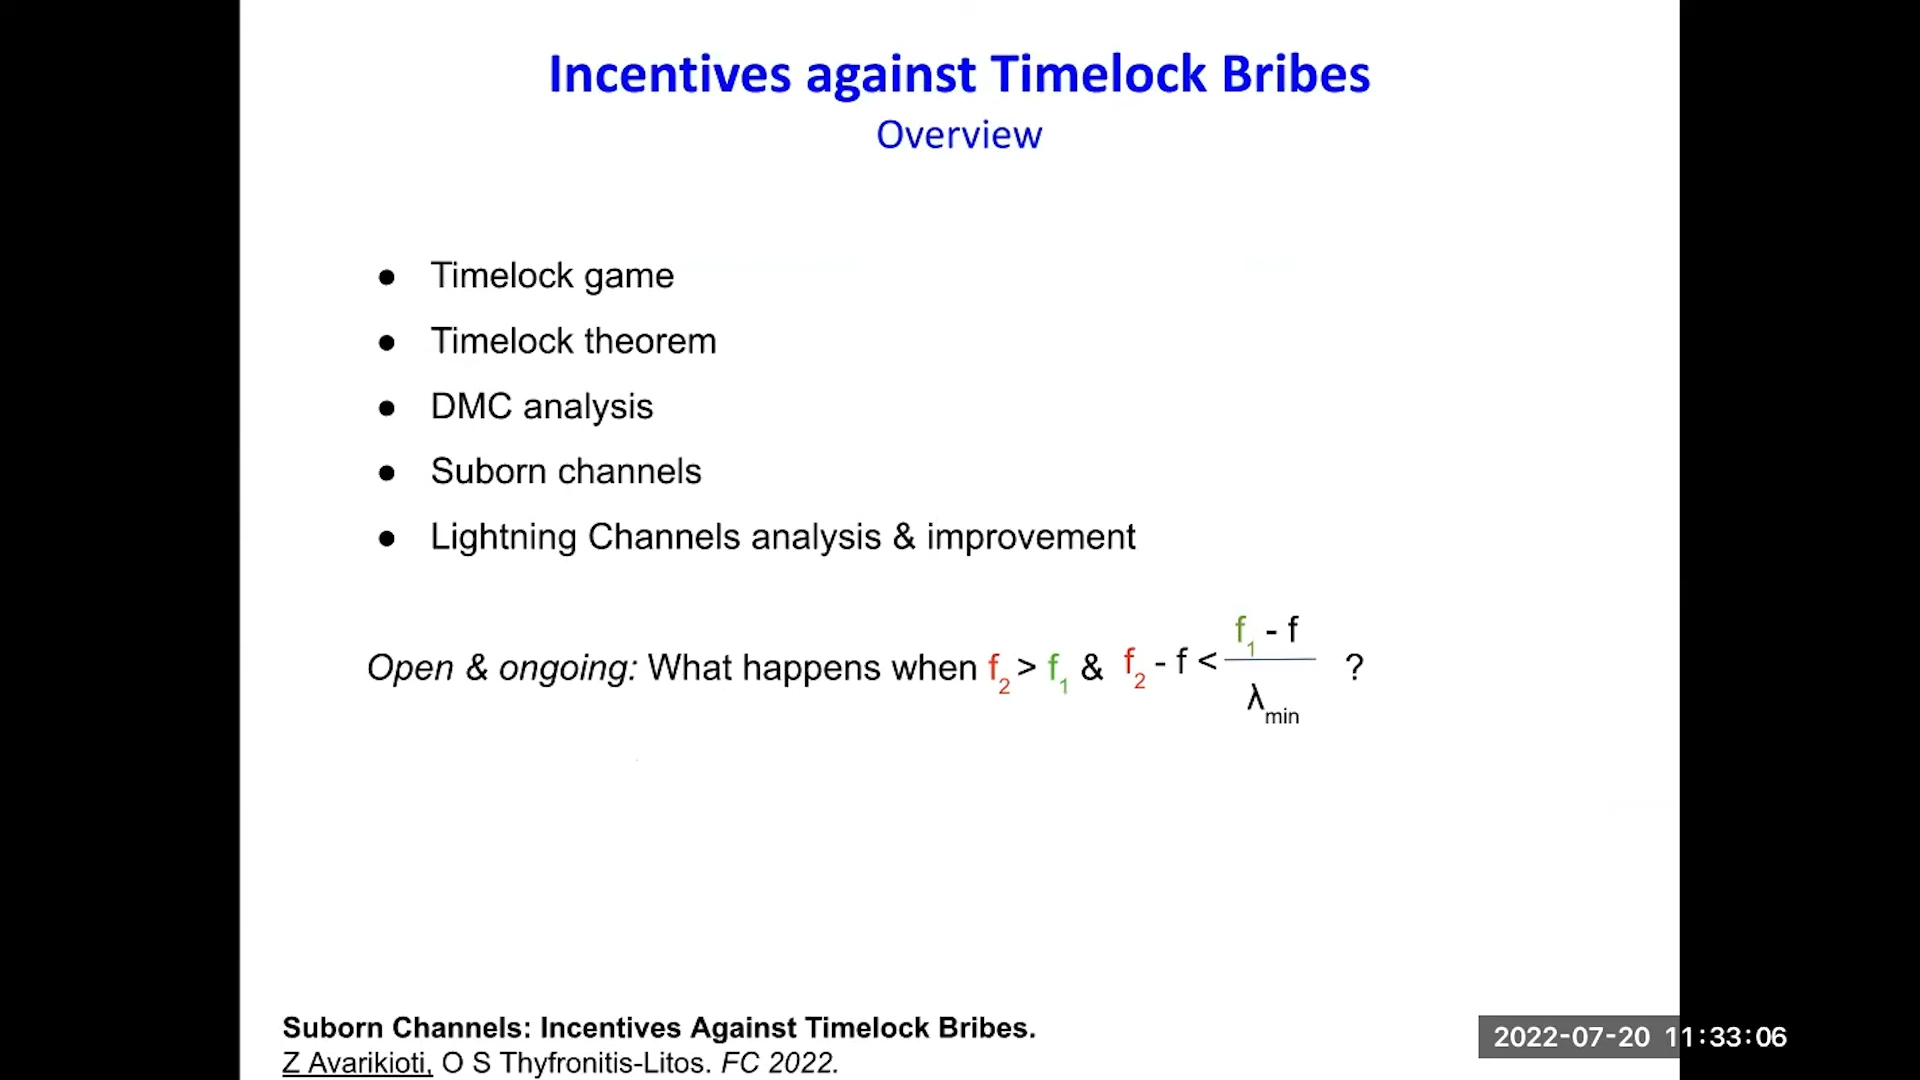 Incentives against Timelock Bribes
Overview
● Timelock game
● Timelock theorem
● DMC analysis
● Suborn channels
● Lightning Channels analysis & improvement
Open & ongoing: What happens when f₂ > f₁ & f₂ - f < (f₁ - f) / λ_min ?
Suborn Channels: Incentives Against Timelock Bribes.
Z Avarikioti, O S Thyfronitis-Litos. FC 2022.
2022-07-20 11:33:06